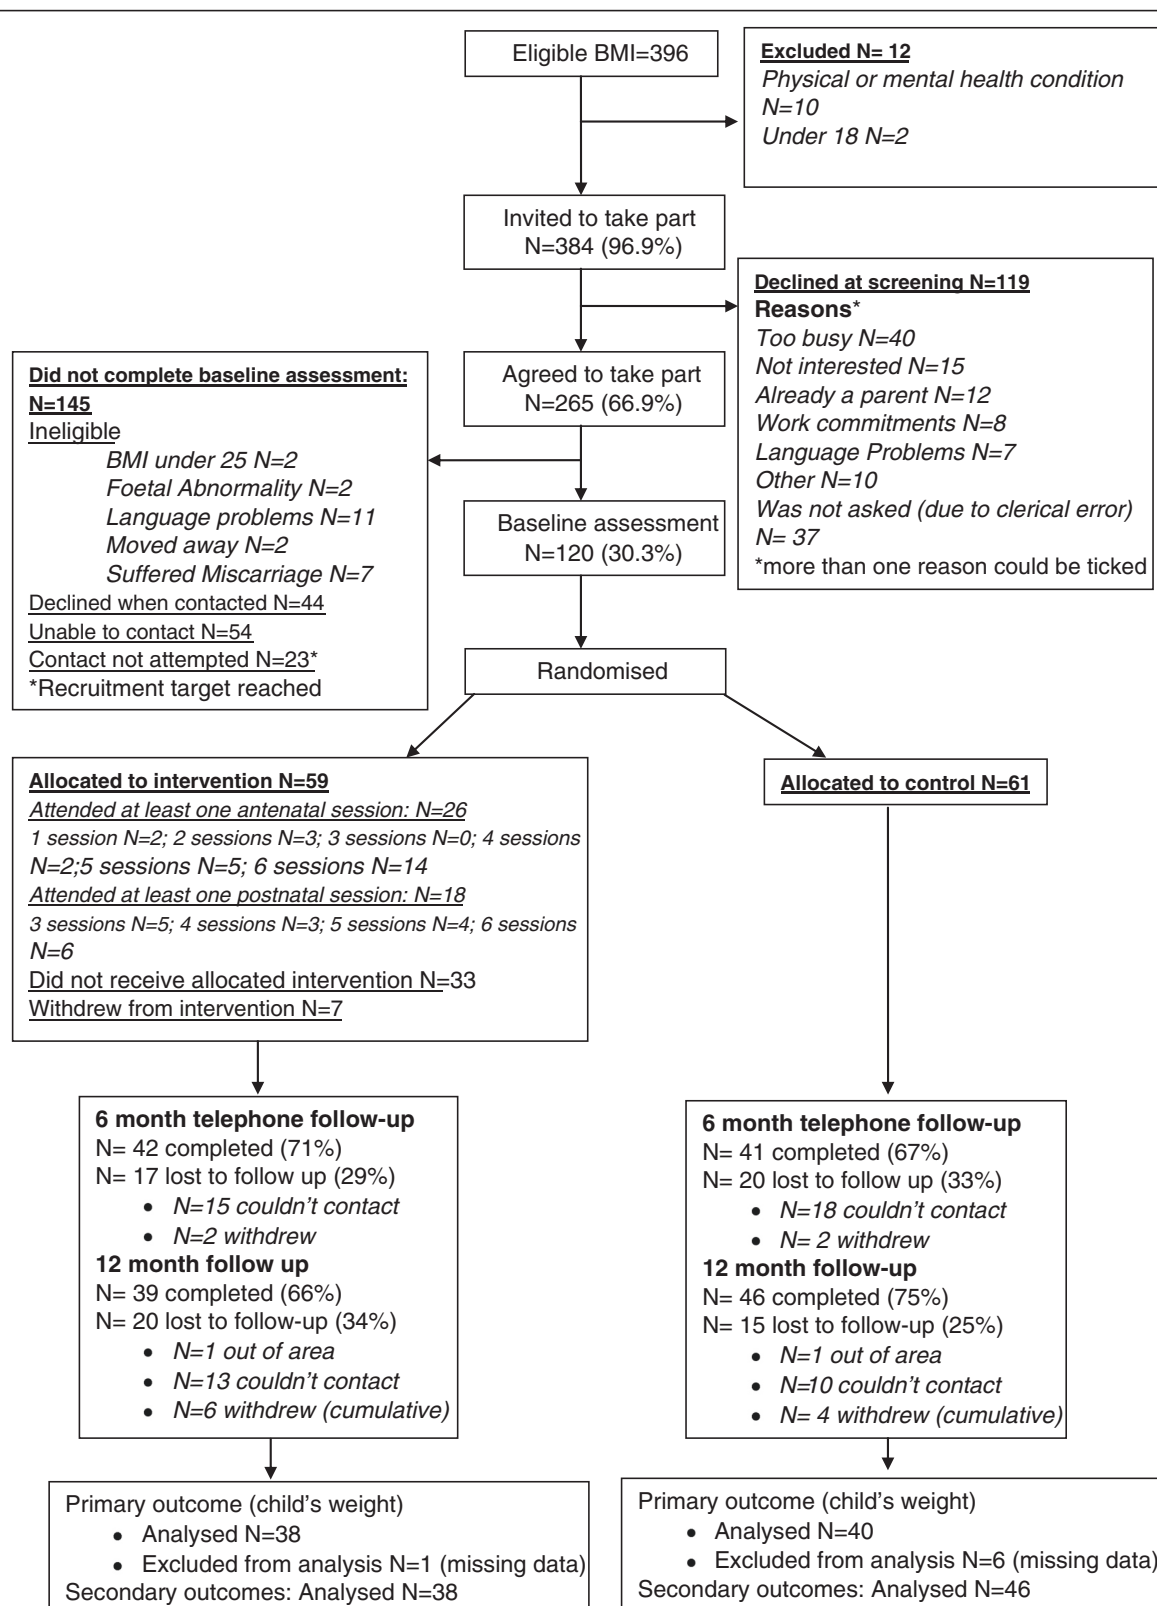 Eligible BMI=396
Excluded N= 12
Physical or mental health condition
N=10
Under 18 N=2
Invited to take part
N=384 (96.9%)
Declined at screening N=119
Reasons*
Too busy N=40
Not interested N=15
Already a parent N=12
Work commitments N=8
Language Problems N=7
Other N=10
Was not asked (due to clerical error)
N= 37
*more than one reason could be ticked
Agreed to take part
N=265 (66.9%)
Did not complete baseline assessment:
N=145
Ineligible
BMI under 25 N=2
Foetal Abnormality N=2
Language problems N=11
Moved away N=2
Suffered Miscarriage N=7
Declined when contacted N=44
Unable to contact N=54
Contact not attempted N=23*
*Recruitment target reached
Baseline assessment
N=120 (30.3%)
Randomised
Allocated to intervention N=59
Attended at least one antenatal session: N=26
1 session N=2; 2 sessions N=3; 3 sessions N=0; 4 sessions
N=2;5 sessions N=5; 6 sessions N=14
Attended at least one postnatal session: N=18
3 sessions N=5; 4 sessions N=3; 5 sessions N=4; 6 sessions
N=6
Did not receive allocated intervention N=33
Withdrew from intervention N=7
Allocated to control N=61
6 month telephone follow-up
N= 42 completed (71%)
N= 17 lost to follow up (29%)
• N=15 couldn't contact
• N=2 withdrew
12 month follow up
N= 39 completed (66%)
N= 20 lost to follow-up (34%)
• N=1 out of area
• N=13 couldn't contact
• N=6 withdrew (cumulative)
6 month telephone follow-up
N= 41 completed (67%)
N= 20 lost to follow up (33%)
• N=18 couldn't contact
• N= 2 withdrew
12 month follow-up
N= 46 completed (75%)
N= 15 lost to follow-up (25%)
• N=1 out of area
• N=10 couldn't contact
• N= 4 withdrew (cumulative)
Primary outcome (child's weight)
• Analysed N=38
• Excluded from analysis N=1 (missing data)
Secondary outcomes: Analysed N=38
Primary outcome (child's weight)
• Analysed N=40
• Excluded from analysis N=6 (missing data)
Secondary outcomes: Analysed N=46